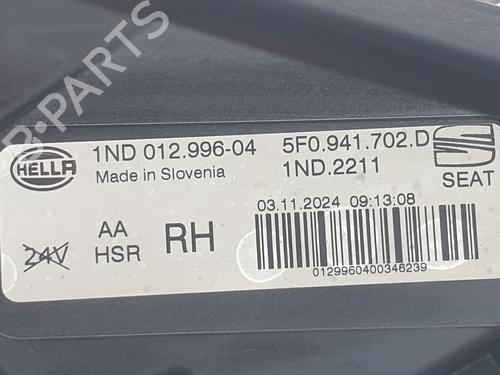 B-Parts
HELLA
1ND 012.996-04 5F0.941.702.D
Made in Slovenia 1ND.2211
SEAT
03.11.2024 09:13:08
24V AA RH
HSR
0129960400346239